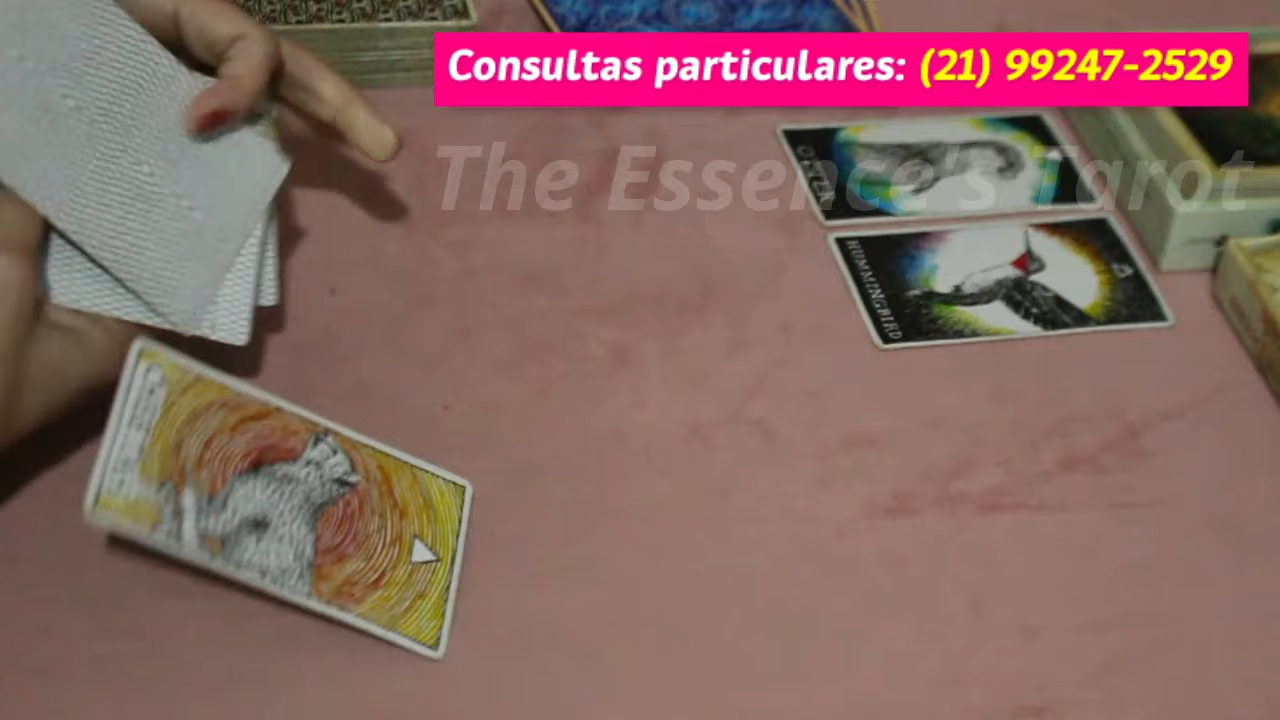 Consultas particulares: (21) 99247-2529
The Essence's Tarot
OTTER
HUMMINGBIRD